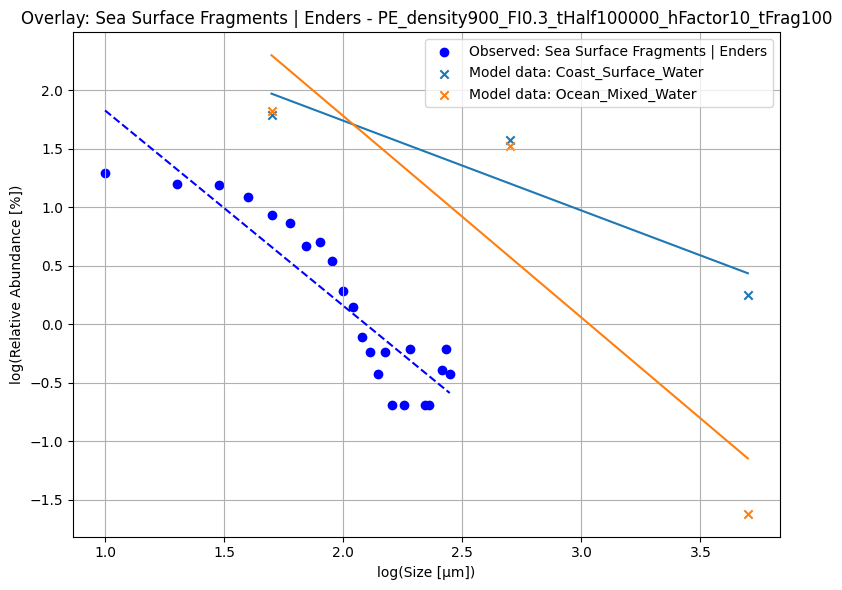 Overlay: Sea Surface Fragments | Enders - PE_density900_FI0.3_tHalf100000_hFactor10_tFrag100
Observed: Sea Surface Fragments | Enders
Model data: Coast_Surface_Water
Model data: Ocean_Mixed_Water
log(Relative Abundance [%])
2.0
1.5
1.0
0.5
0.0
−0.5
−1.0
−1.5
1.0 1.5 2.0 2.5 3.0 3.5
log(Size [μm])